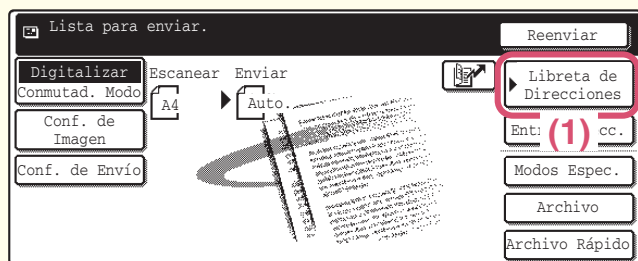 Lista para enviar.
Reenviar
Digitalizar
Conmutad. Modo
Escanear
Enviar
A4
Auto.
Libreta de
Direcciones
Conf. de
Imagen
(1)
cc.
Conf. de Envío
Modos Espec.
Archivo
Archivo Rápido